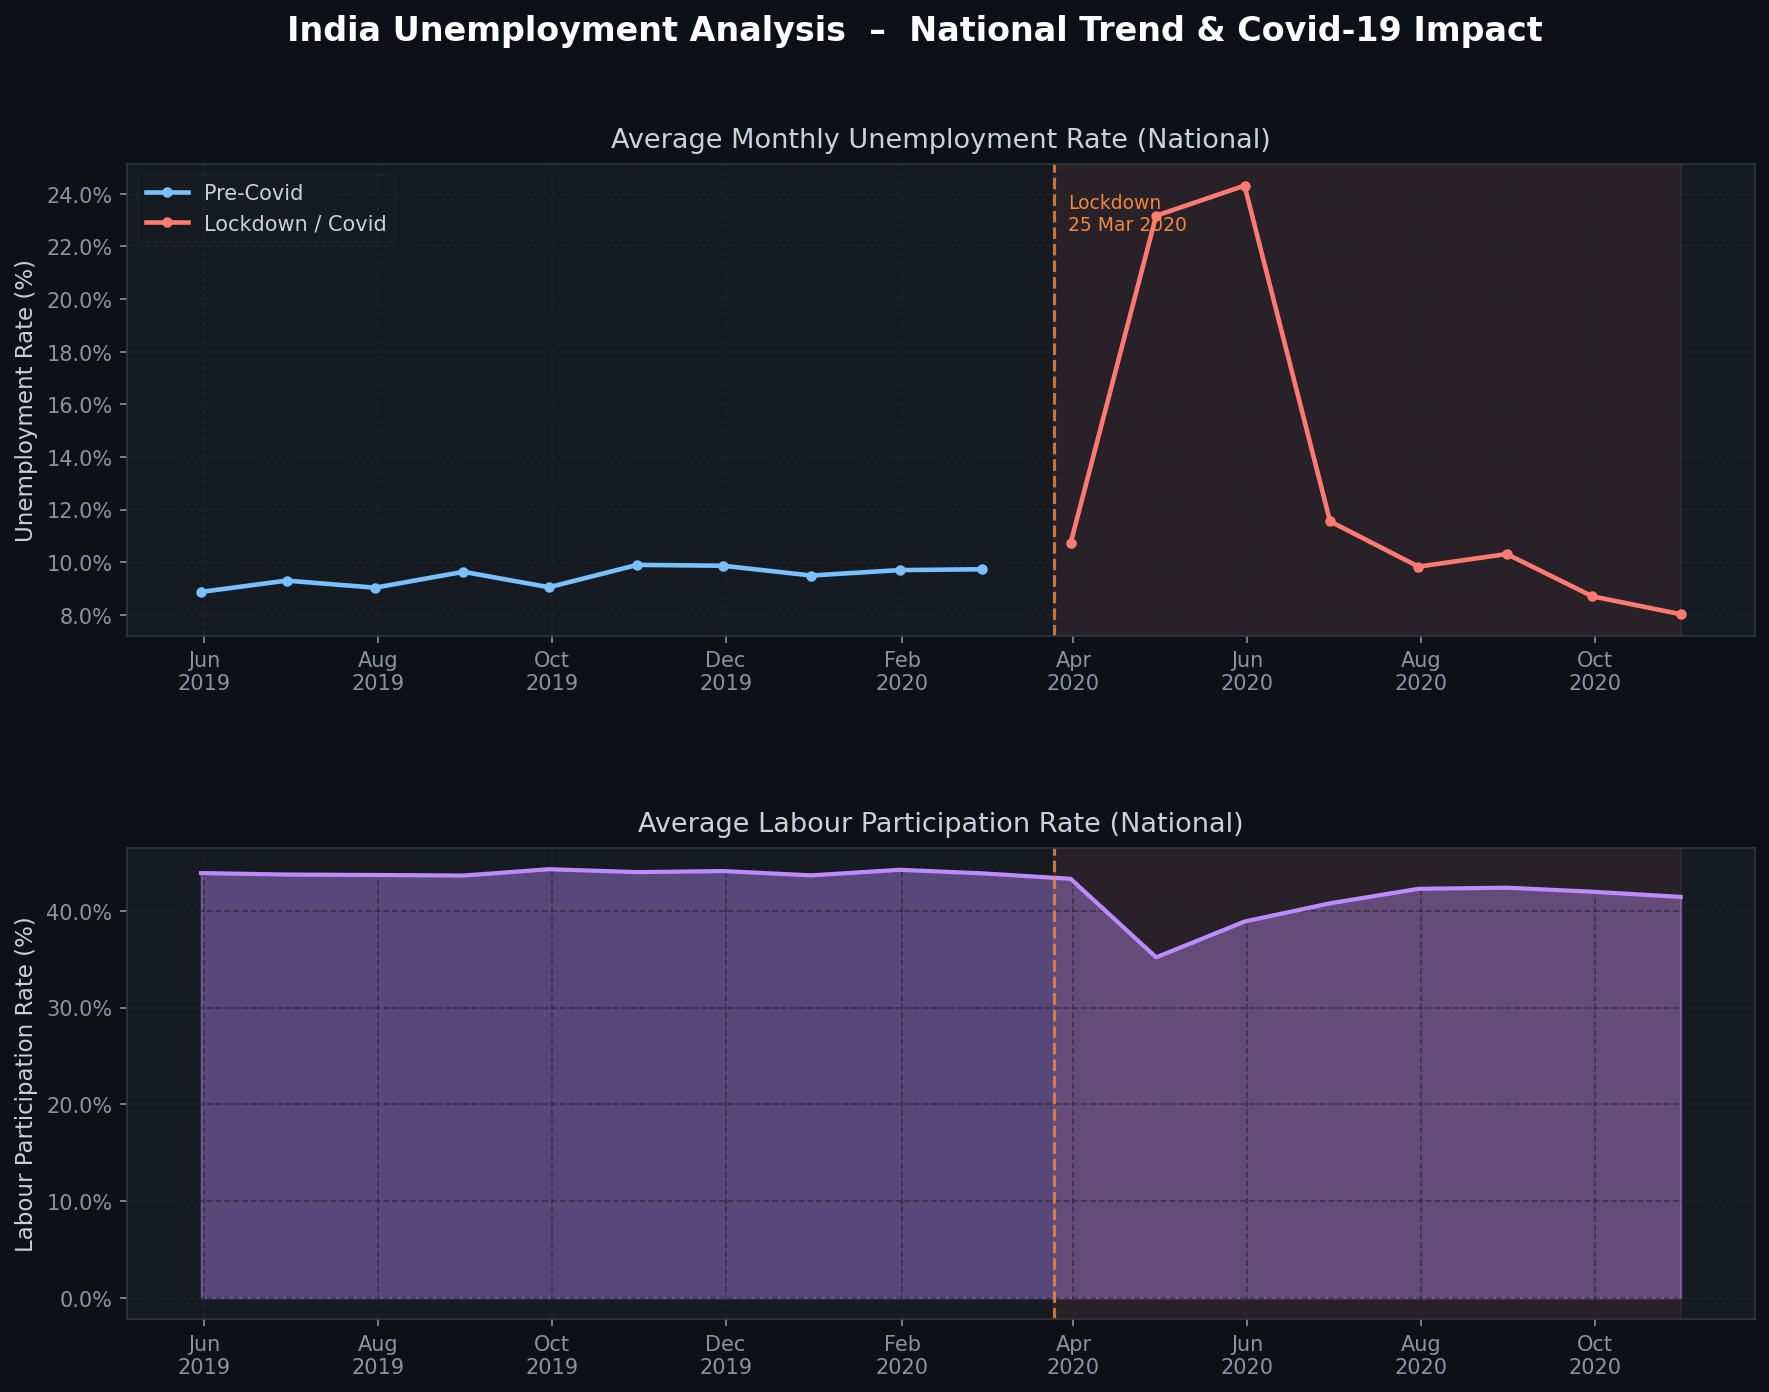 India Unemployment Analysis – National Trend & Covid-19 Impact
Average Monthly Unemployment Rate (National)
Pre-Covid
Lockdown / Covid
Lockdown
25 Mar 2020
Unemployment Rate (%)
24.0%
22.0%
20.0%
18.0%
16.0%
14.0%
12.0%
10.0%
8.0%
Jun Aug Oct Dec Feb Apr Jun Aug Oct
2019 2019 2019 2019 2020 2020 2020 2020 2020
Average Labour Participation Rate (National)
Labour Participation Rate (%)
40.0%
30.0%
20.0%
10.0%
0.0%
Jun Aug Oct Dec Feb Apr Jun Aug Oct
2019 2019 2019 2019 2020 2020 2020 2020 2020